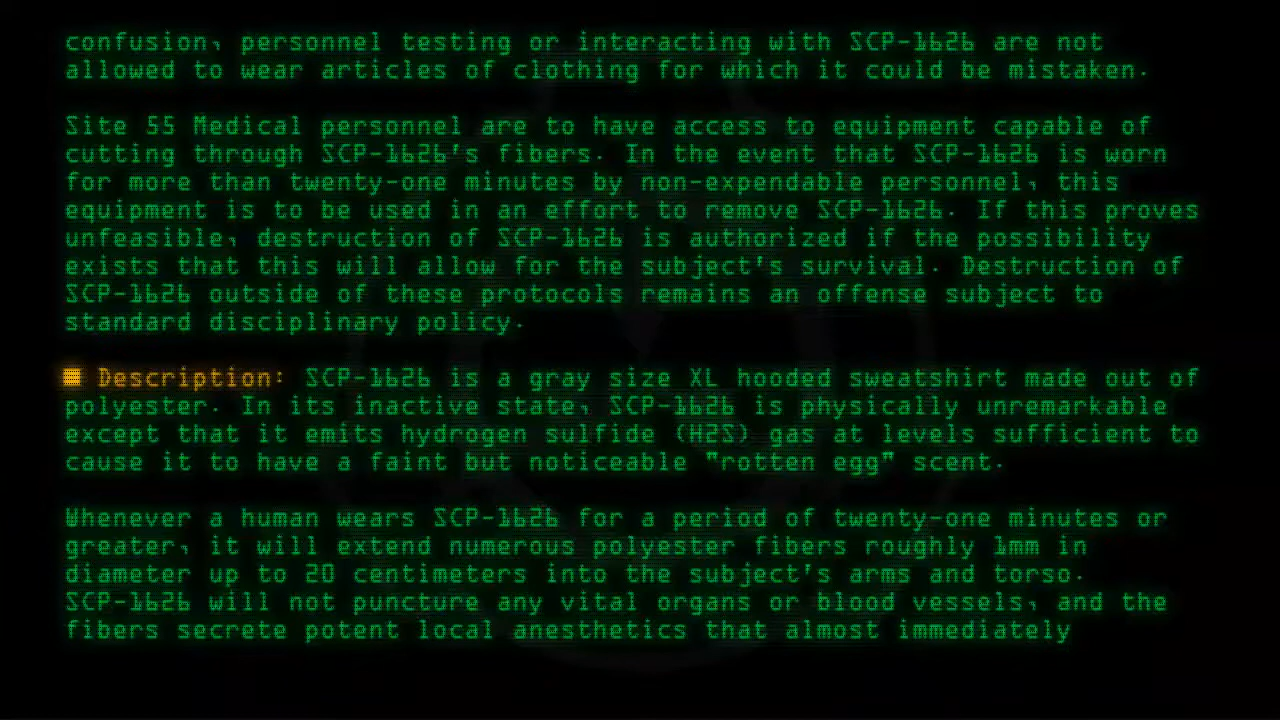 confusion, personnel testing or interacting with SCP-1626 are not
allowed to wear articles of clothing for which it could be mistaken.
Site 55 Medical personnel are to have access to equipment capable of
cutting through SCP-1626's fibers. In the event that SCP-1626 is worn
for more than twenty-one minutes by non-expendable personnel, this
equipment is to be used in an effort to remove SCP-1626. If this proves
unfeasible, destruction of SCP-1626 is authorized if the possibility
exists that this will allow for the subject's survival. Destruction of
SCP-1626 outside of these protocols remains an offense subject to
standard disciplinary policy.
Description: SCP-1626 is a gray size XL hooded sweatshirt made out of
polyester. In its inactive state, SCP-1626 is physically unremarkable
except that it emits hydrogen sulfide (H2S) gas at levels sufficient to
cause it to have a faint but noticeable "rotten egg" scent.
Whenever a human wears SCP-1626 for a period of twenty-one minutes or
greater, it will extend numerous polyester fibers roughly 1mm in
diameter up to 20 centimeters into the subject's arms and torso.
SCP-1626 will not puncture any vital organs or blood vessels, and the
fibers secrete potent local anesthetics that almost immediately